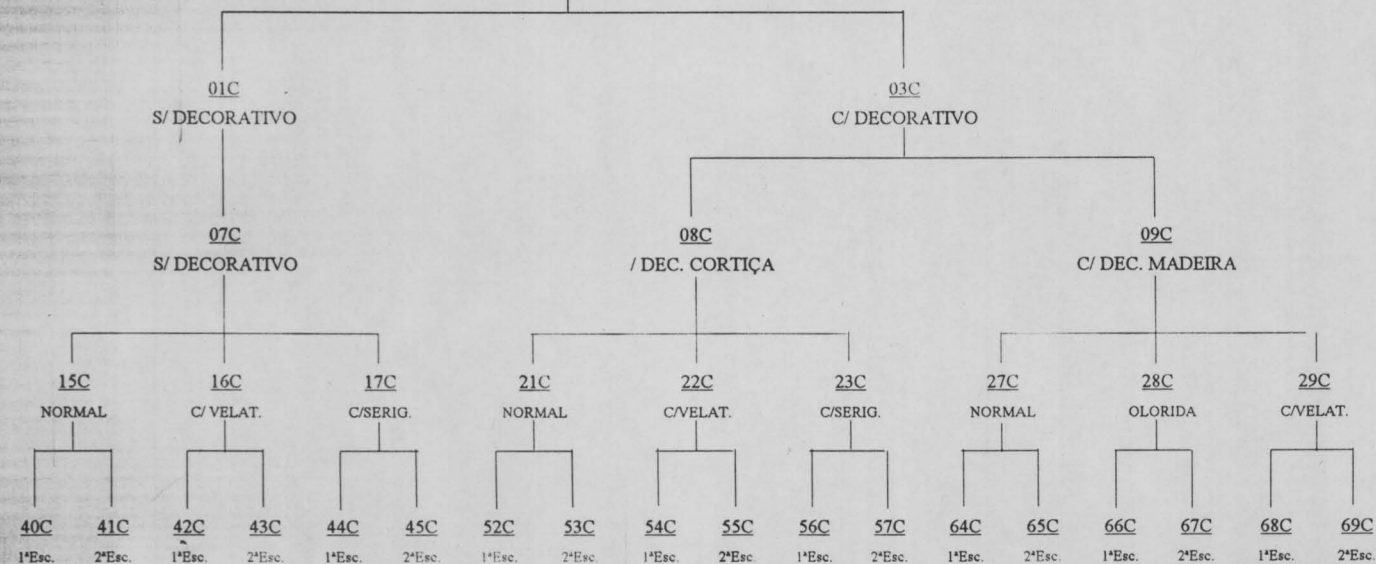 01C 03C
S/ DECORATIVO C/ DECORATIVO
07C 08C 09C
S/ DECORATIVO / DEC. CORTIÇA C/ DEC. MADEIRA
15C 16C 17C 21C 22C 23C 27C 28C 29C
NORMAL C/ VELAT. C/SERIG. NORMAL C/VELAT. C/SERIG. NORMAL OLORIDA C/VELAT.
40C 41C 42C 43C 44C 45C 52C 53C 54C 55C 56C 57C 64C 65C 66C 67C 68C 69C
1ªEsc. 2ªEsc. 1ªEsc. 2ªEsc. 1ªEsc. 2ªEsc. 1ªEsc. 2ªEsc. 1ªEsc. 2ªEsc. 1ªEsc. 2ªEsc. 1ªEsc. 2ªEsc. 1ªEsc. 2ªEsc. 1ªEsc. 2ªEsc.